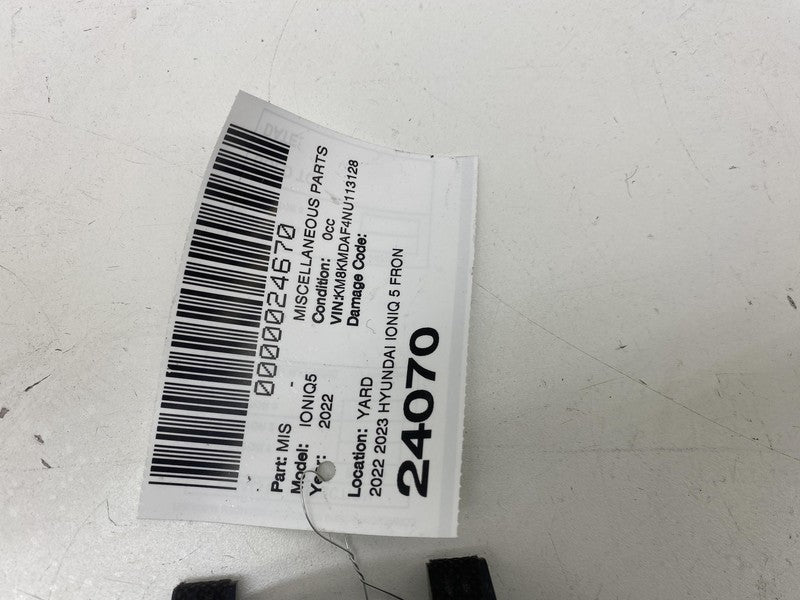 0000024670
Part: MIS - MISCELLANEOUS PARTS
Model: IONIQ5 Condition: 0cc
Year: 2022 VIN:KM8KMDAF4NU113128
Damage Code:
Location: YARD
2022 2023 HYUNDAI IONIQ 5 FRON
24070